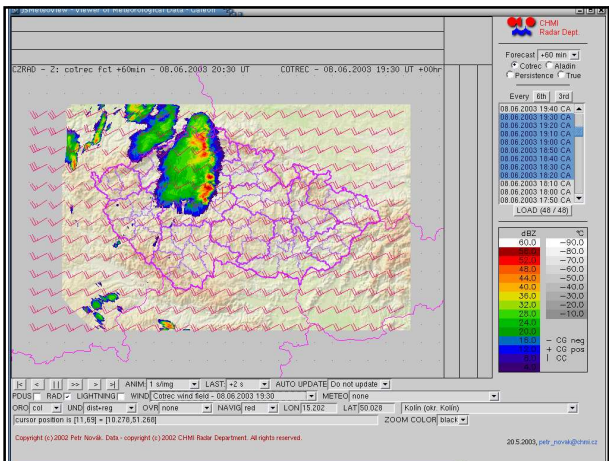 JSMeteoView - Viewer of Meteorological Data - Galeon
CHMI
Radar Dept.
Forecast +60 min
Cotrec Aladin
Persistence True
CZRAD - Z: cotrec fct +60min - 08.06.2003 20:30 UT COTREC - 08.06.2003 19:30 UT +00hr
Every 6th 3rd
08.06.2003 19:40 CA
08.06.2003 19:30 CA
08.06.2003 19:20 CA
08.06.2003 19:10 CA
08.06.2003 19:00 CA
08.06.2003 18:50 CA
08.06.2003 18:40 CA
08.06.2003 18:30 CA
08.06.2003 18:20 CA
08.06.2003 18:10 CA
08.06.2003 18:00 CA
08.06.2003 17:50 CA
LOAD (48 / 48)
dBZ °C
60.0 -90.0
-80.0
52.0 -70.0
48.0 -60.0
44.0 -50.0
40.0 -40.0
36.0 -30.0
32.0 -20.0
28.0 -10.0
24.0
20.0
16.0 - CG neg
+ CG pos
| CC
|< < || >> > >| ANIM: 1 s/img LAST: +2 s AUTO UPDATE Do not update
PDUS RAD LIGHTNING WIND Cotrec wind field - 08.06.2003 19:30 METEO none
ORO col UND dist+reg OVR none NAVIG red LON 15.202 LAT 50.028 Kolín (okr. Kolín)
cursor position is [11,69] = [10.278,51.268] ZOOM COLOR black
Copyright (c) 2002 Petr Novák. Data - copyright (c) 2002 CHMI Radar Department. All rights reserved.
20.5.2003, petr_novak@chmi.cz